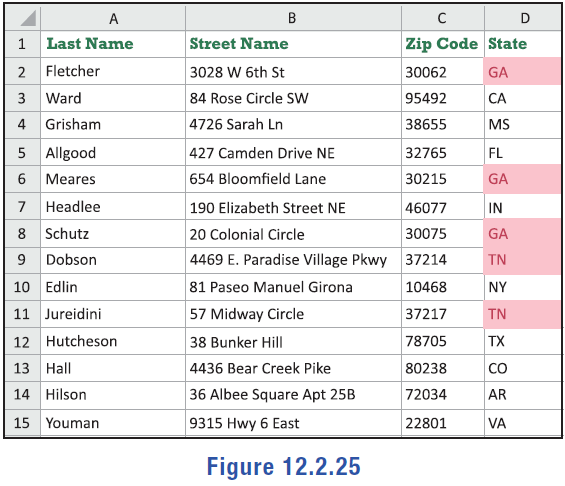 A B C D
1 Last Name Street Name Zip Code State
2 Fletcher 3028 W 6th St 30062 GA
3 Ward 84 Rose Circle SW 95492 CA
4 Grisham 4726 Sarah Ln 38655 MS
5 Allgood 427 Camden Drive NE 32765 FL
6 Meares 654 Bloomfield Lane 30215 GA
7 Headlee 190 Elizabeth Street NE 46077 IN
8 Schutz 20 Colonial Circle 30075 GA
9 Dobson 4469 E. Paradise Village Pkwy 37214 TN
10 Edlin 81 Paseo Manuel Girona 10468 NY
11 Jureidini 57 Midway Circle 37217 TN
12 Hutcheson 38 Bunker Hill 78705 TX
13 Hall 4436 Bear Creek Pike 80238 CO
14 Hilson 36 Albee Square Apt 25B 72034 AR
15 Youman 9315 Hwy 6 East 22801 VA
Figure 12.2.25